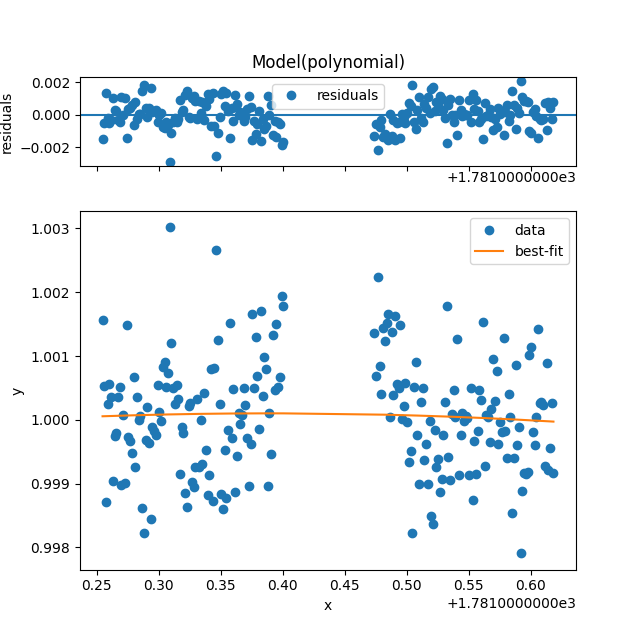 Model(polynomial)
residuals
0.002
0.000
−0.002
residuals
+1.7810000000e3
y
1.003
1.002
1.001
1.000
0.999
0.998
data
best-fit
0.25 0.30 0.35 0.40 0.45 0.50 0.55 0.60
x
+1.7810000000e3